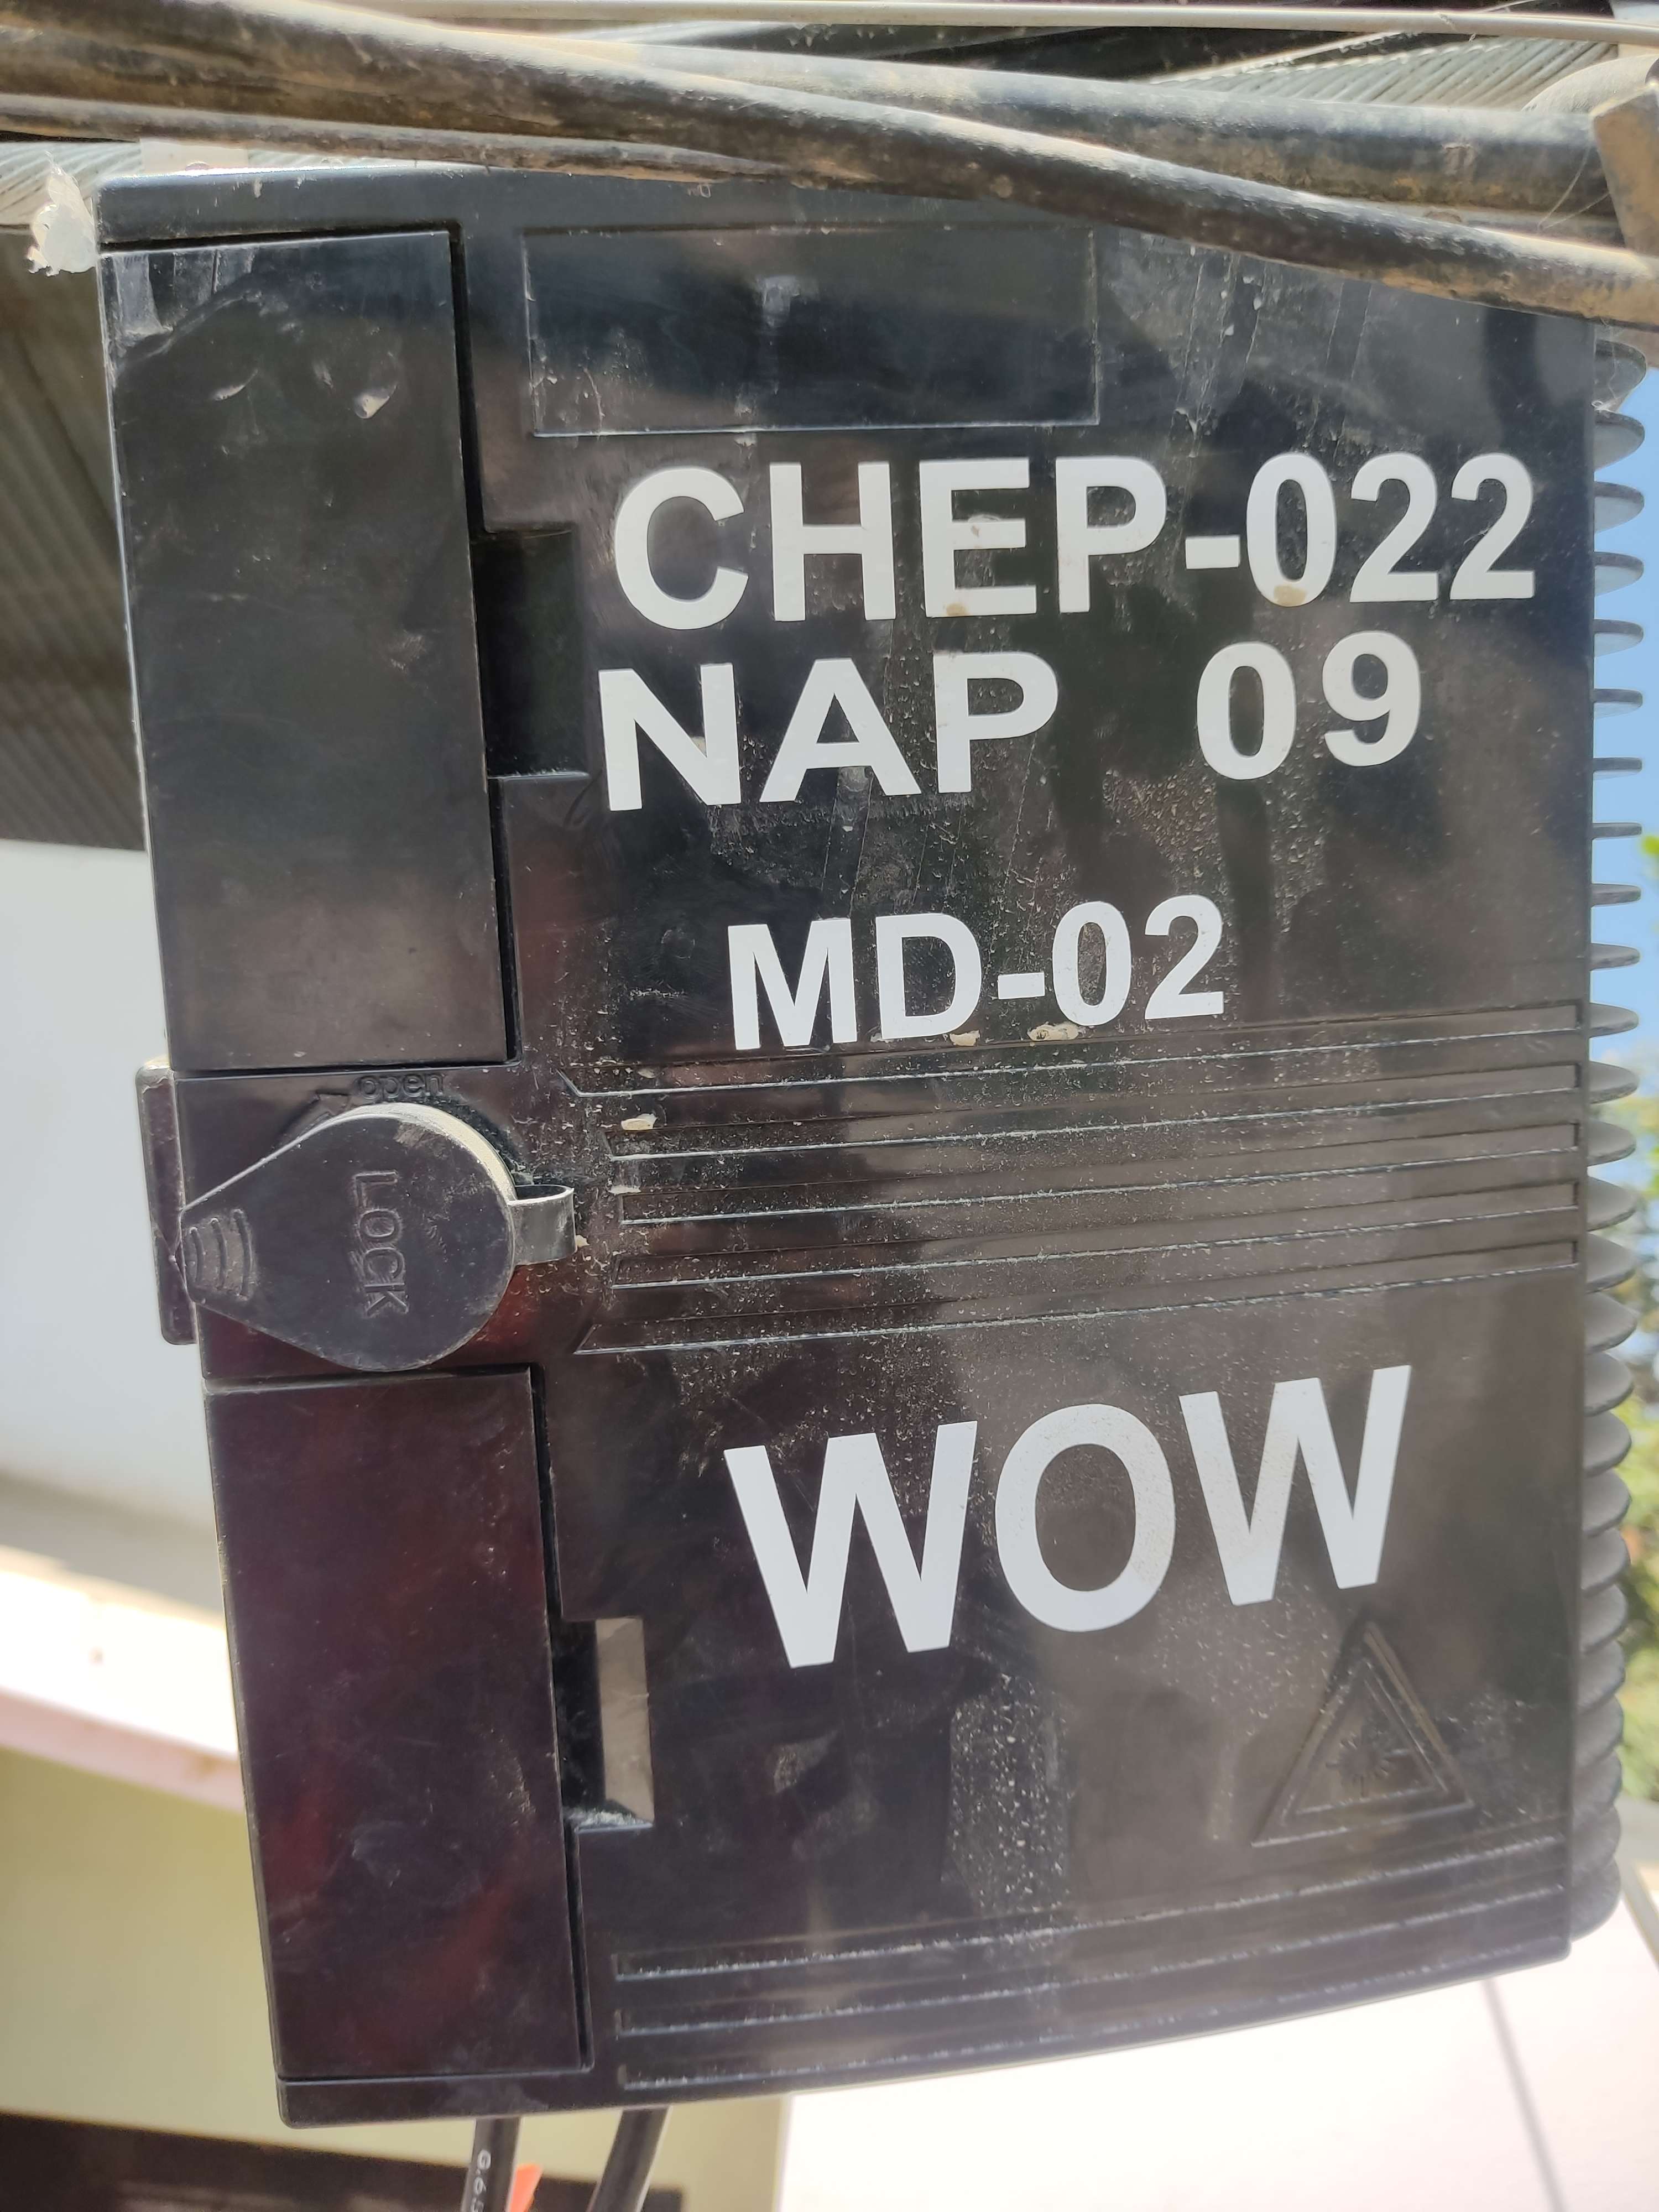 CHEP-022
NAP 09
MD-02
open
LOCK
WOW